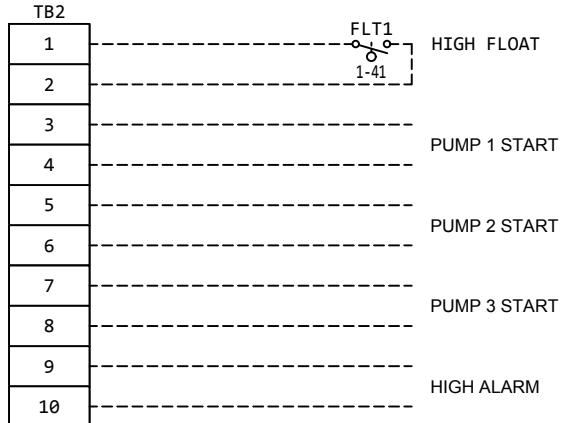 TB2
FLT1
1 HIGH FLOAT
1-41
2
3
PUMP 1 START
4
5
PUMP 2 START
6
7
PUMP 3 START
8
9
HIGH ALARM
10